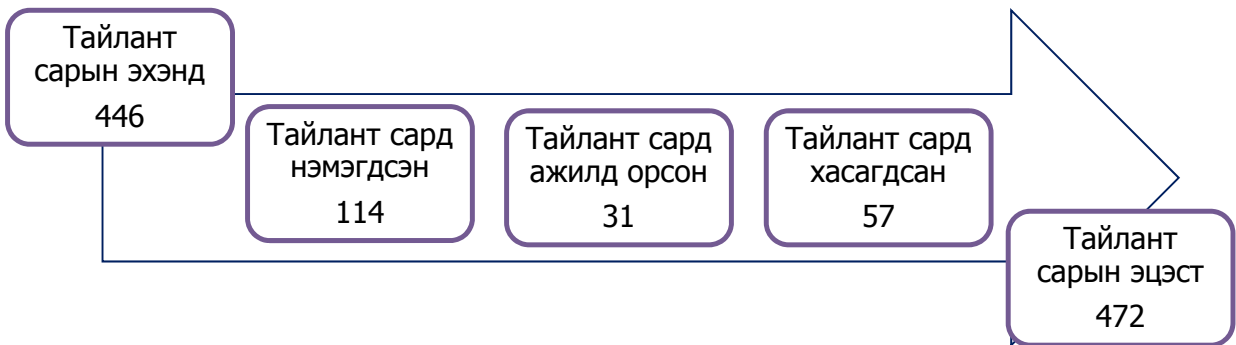 Тайлант
сарын эхэнд
446
Тайлант сард
нэмэгдсэн
114
Тайлант сард
ажилд орсон
31
Тайлант сард
хасагдсан
57
Тайлант
сарын эцэст
472